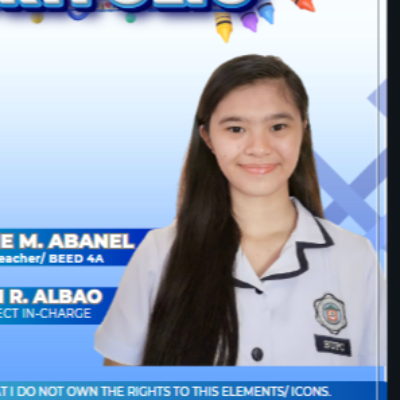 E M. ABANEL
eacher/ BEED 4A
R. ALBAO
ECT IN-CHARGE
T I DO NOT OWN THE RIGHTS TO THIS ELEMENTS/ ICONS.